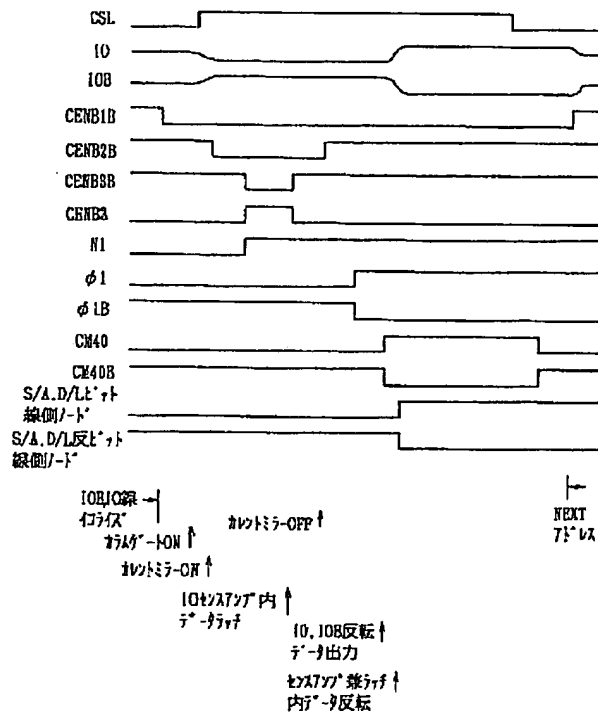 CSL
IO
IOB
CENB1B
CENB2B
CENB3B
CENB3
N1
φ1
φ1B
CM40
CM40B
S/A,D/Lビット
線側ノード
S/A,D/L反ビット
線側ノード
IOB,IO線
イコライズ
カラムゲートON
カレントミラーON
カレントミラーOFF
IOセンスアンプ内
データラッチ
IO,IOB反転
データ出力
センスアンプ兼ラッチ
内データ反転
NEXT
アドレス